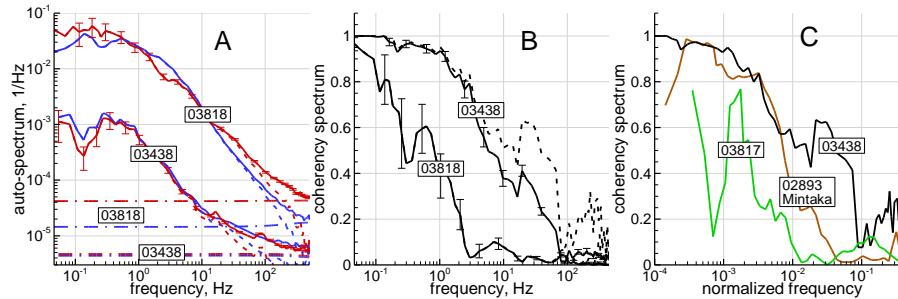 A
auto-spectrum, 1/Hz
10⁻¹
10⁻²
10⁻³
10⁻⁴
10⁻⁵
03818
03438
03818
03438
10⁻¹ 10⁰ 10¹ 10²
frequency, Hz
B
coherency spectrum
1
0.8
0.6
0.4
0.2
0
03438
03818
10⁻¹ 10⁰ 10¹ 10²
frequency, Hz
C
coherency spectrum
1
0.8
0.6
0.4
0.2
0
03817
03438
02893
Mintaka
10⁻⁴ 10⁻³ 10⁻² 10⁻¹
normalized frequency